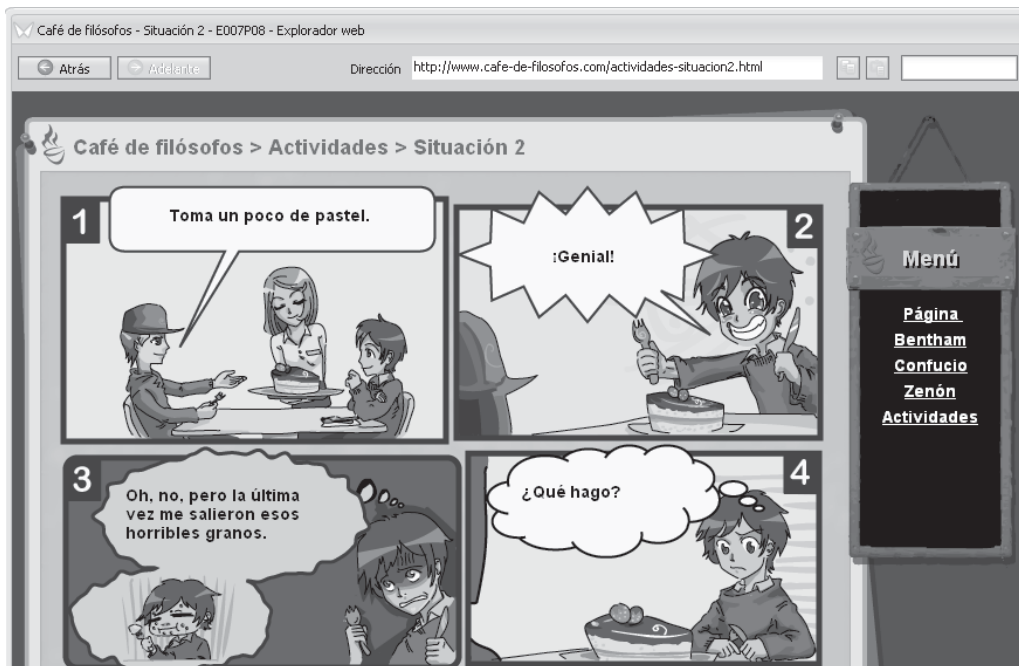 Café de filósofos - Situación 2 - E007P08 - Explorador web
Atrás
Adelante
Dirección
http://www.cafe-de-filosofos.com/actividades-situacion2.html
Café de filósofos > Actividades > Situación 2
1
Toma un poco de pastel.
2
¡Genial!
3
Oh, no, pero la última
vez me salieron esos
horribles granos.
4
¿Qué hago?
Menú
Página
Bentham
Confucio
Zenón
Actividades